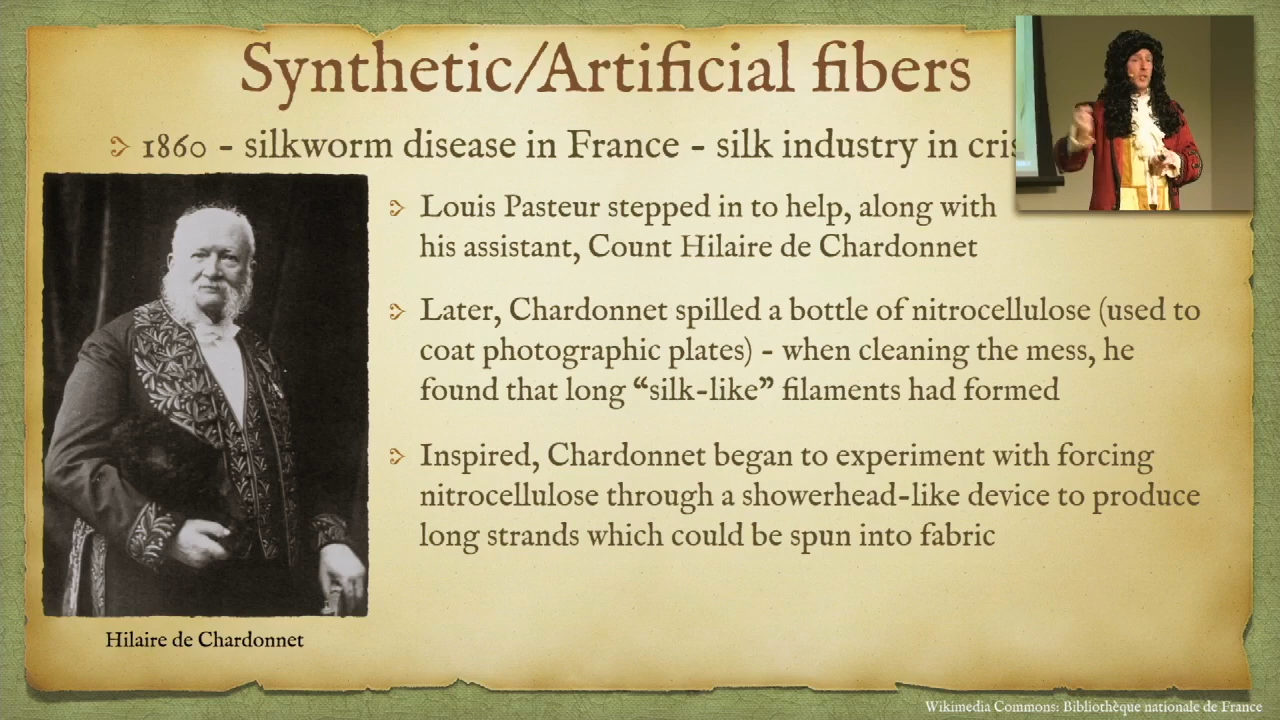 Synthetic/Artificial fibers
1860 - silkworm disease in France - silk industry in
Louis Pasteur stepped in to help, along with
his assistant, Count Hilaire de Chardonnet
Later, Chardonnet spilled a bottle of nitrocellulose (used to
coat photographic plates) - when cleaning the mess, he
found that long “silk-like” filaments had formed
Inspired, Chardonnet began to experiment with forcing
nitrocellulose through a showerhead-like device to produce
long strands which could be spun into fabric
Hilaire de Chardonnet
Wikimedia Commons: Bibliothèque nationale de France